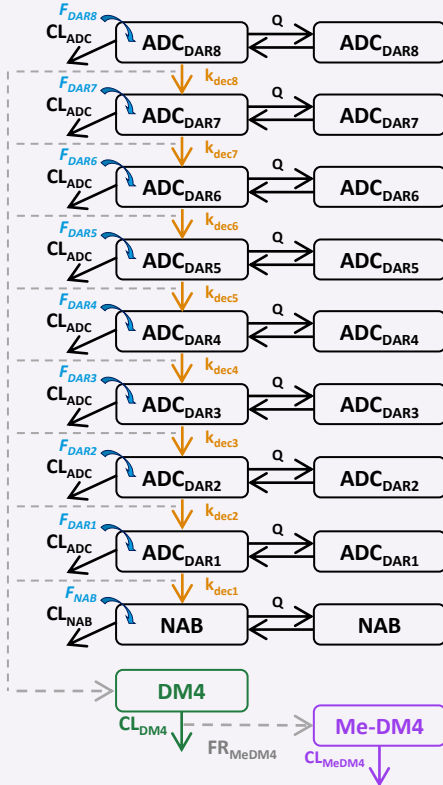 F_DAR8
Q
CL_ADC
ADC_DAR8
ADC_DAR8
k_dec8
F_DAR7
Q
CL_ADC
ADC_DAR7
ADC_DAR7
k_dec7
F_DAR6
Q
CL_ADC
ADC_DAR6
ADC_DAR6
k_dec6
F_DAR5
Q
CL_ADC
ADC_DAR5
ADC_DAR5
k_dec5
F_DAR4
Q
CL_ADC
ADC_DAR4
ADC_DAR4
k_dec4
F_DAR3
Q
CL_ADC
ADC_DAR3
ADC_DAR3
k_dec3
F_DAR2
Q
CL_ADC
ADC_DAR2
ADC_DAR2
k_dec2
F_DAR1
Q
CL_ADC
ADC_DAR1
ADC_DAR1
k_dec1
F_NAB
Q
CL_NAB
NAB
NAB
DM4
CL_DM4
Me-DM4
FR_MeDM4
CL_MeDM4